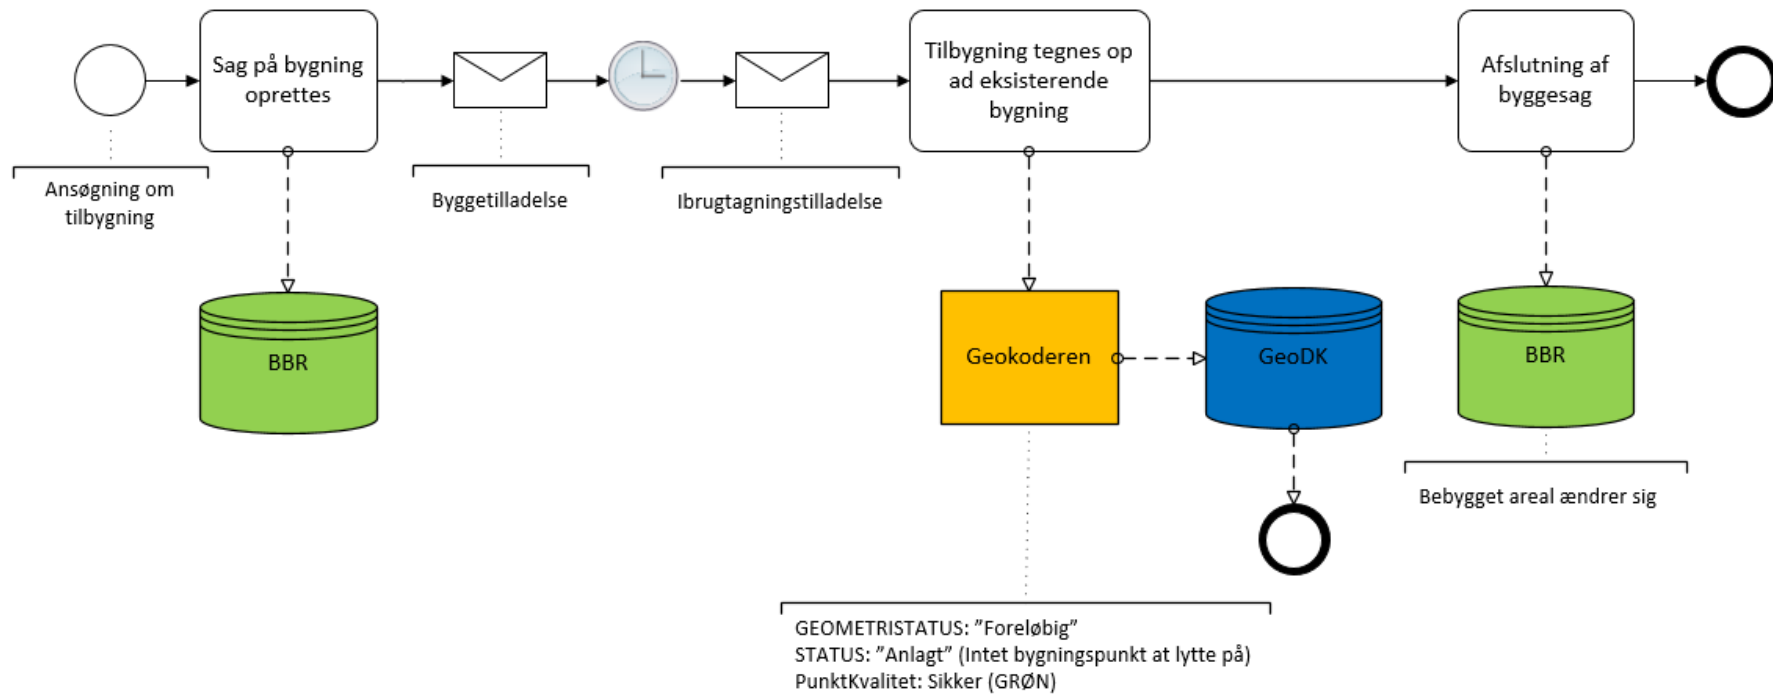 Sag på bygning
oprettes
Tilbygning tegnes op
ad eksisterende
bygning
Afslutning af
byggesag
Ansøgning om
tilbygning
Byggetilladelse
Ibrugtagningstilladelse
BBR
Geokoderen
GeoDK
BBR
Bebygget areal ændrer sig
GEOMETRISTATUS: ”Foreløbig”
STATUS: ”Anlagt” (Intet bygningspunkt at lytte på)
PunktKvalitet: Sikker (GRØN)